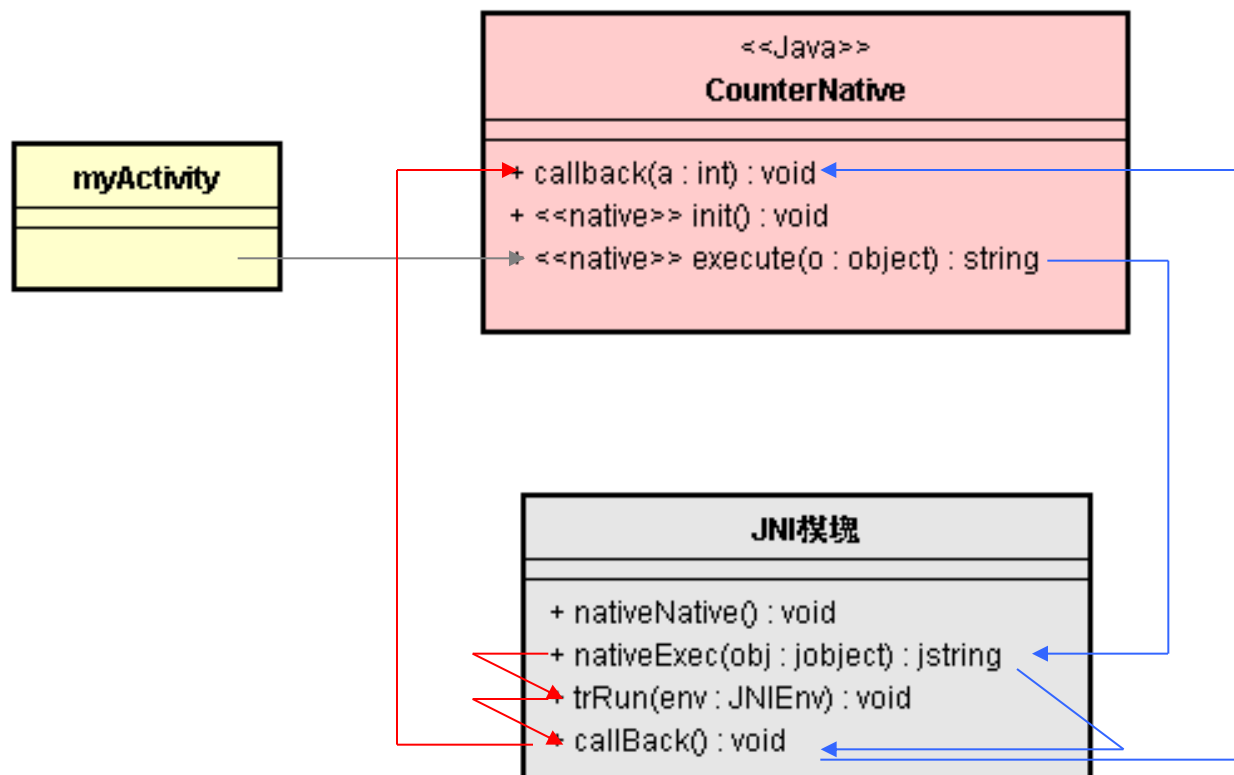 <<Java>>
CounterNative
myActivity
+ callback(a : int) : void
+ <<native>> init() : void
+ <<native>> execute(o : object) : string
JNI模塊
+ nativeNative() : void
+ nativeExec(obj : jobject) : jstring
+ trRun(env : JNIEnv) : void
+ callBack() : void